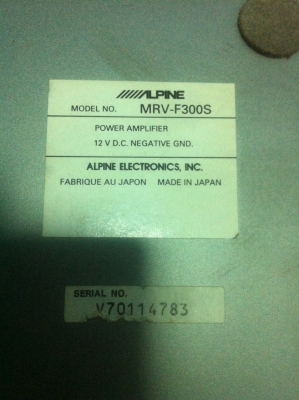 ALPINE
MODEL NO. MRV-F300S
POWER AMPLIFIER
12 V D.C. NEGATIVE GND.
ALPINE ELECTRONICS, INC.
FABRIQUE AU JAPON MADE IN JAPAN
SERIAL NO.
V70114783